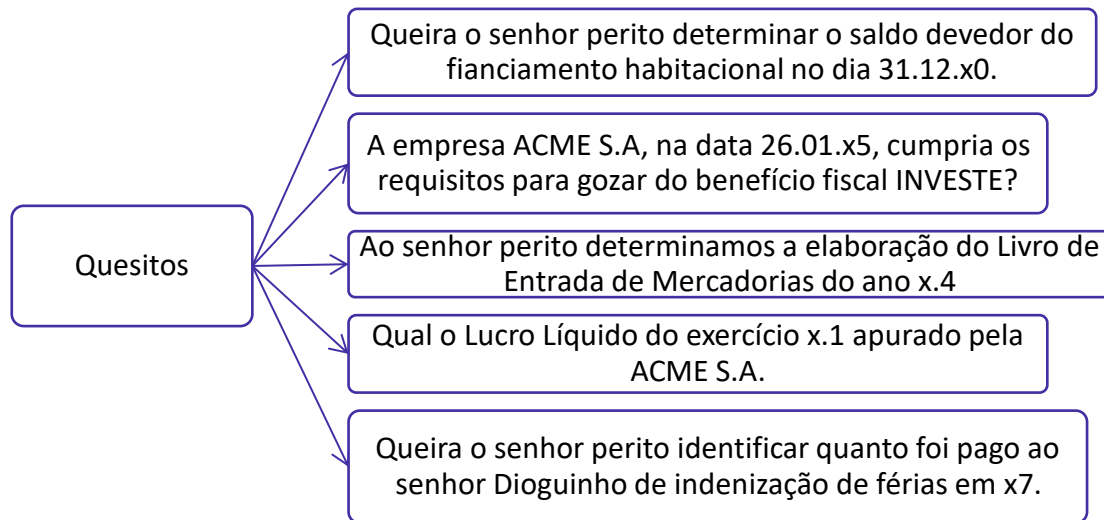 Queira o senhor perito determinar o saldo devedor do
fianciamento habitacional no dia 31.12.x0.
A empresa ACME S.A, na data 26.01.x5, cumpria os
requisitos para gozar do benefício fiscal INVESTE?
Quesitos
Ao senhor perito determinamos a elaboração do Livro de
Entrada de Mercadorias do ano x.4
Qual o Lucro Líquido do exercício x.1 apurado pela
ACME S.A.
Queira o senhor perito identificar quanto foi pago ao
senhor Dioguinho de indenização de férias em x7.